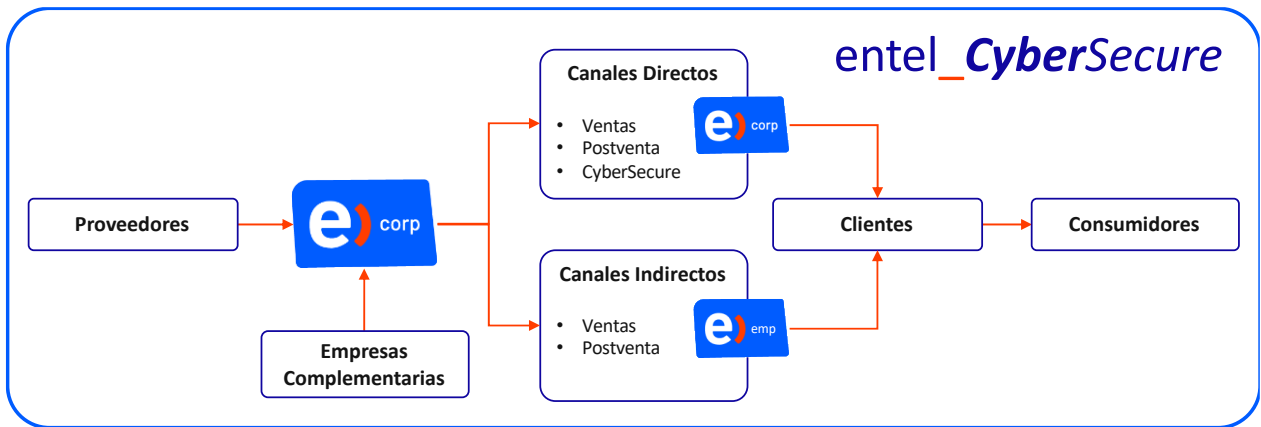 entel_CyberSecure
Proveedores
e) corp
Empresas
Complementarias
Canales Directos
• Ventas
• Postventa
• CyberSecure
e) corp
Canales Indirectos
• Ventas
• Postventa
e) emp
Clientes
Consumidores